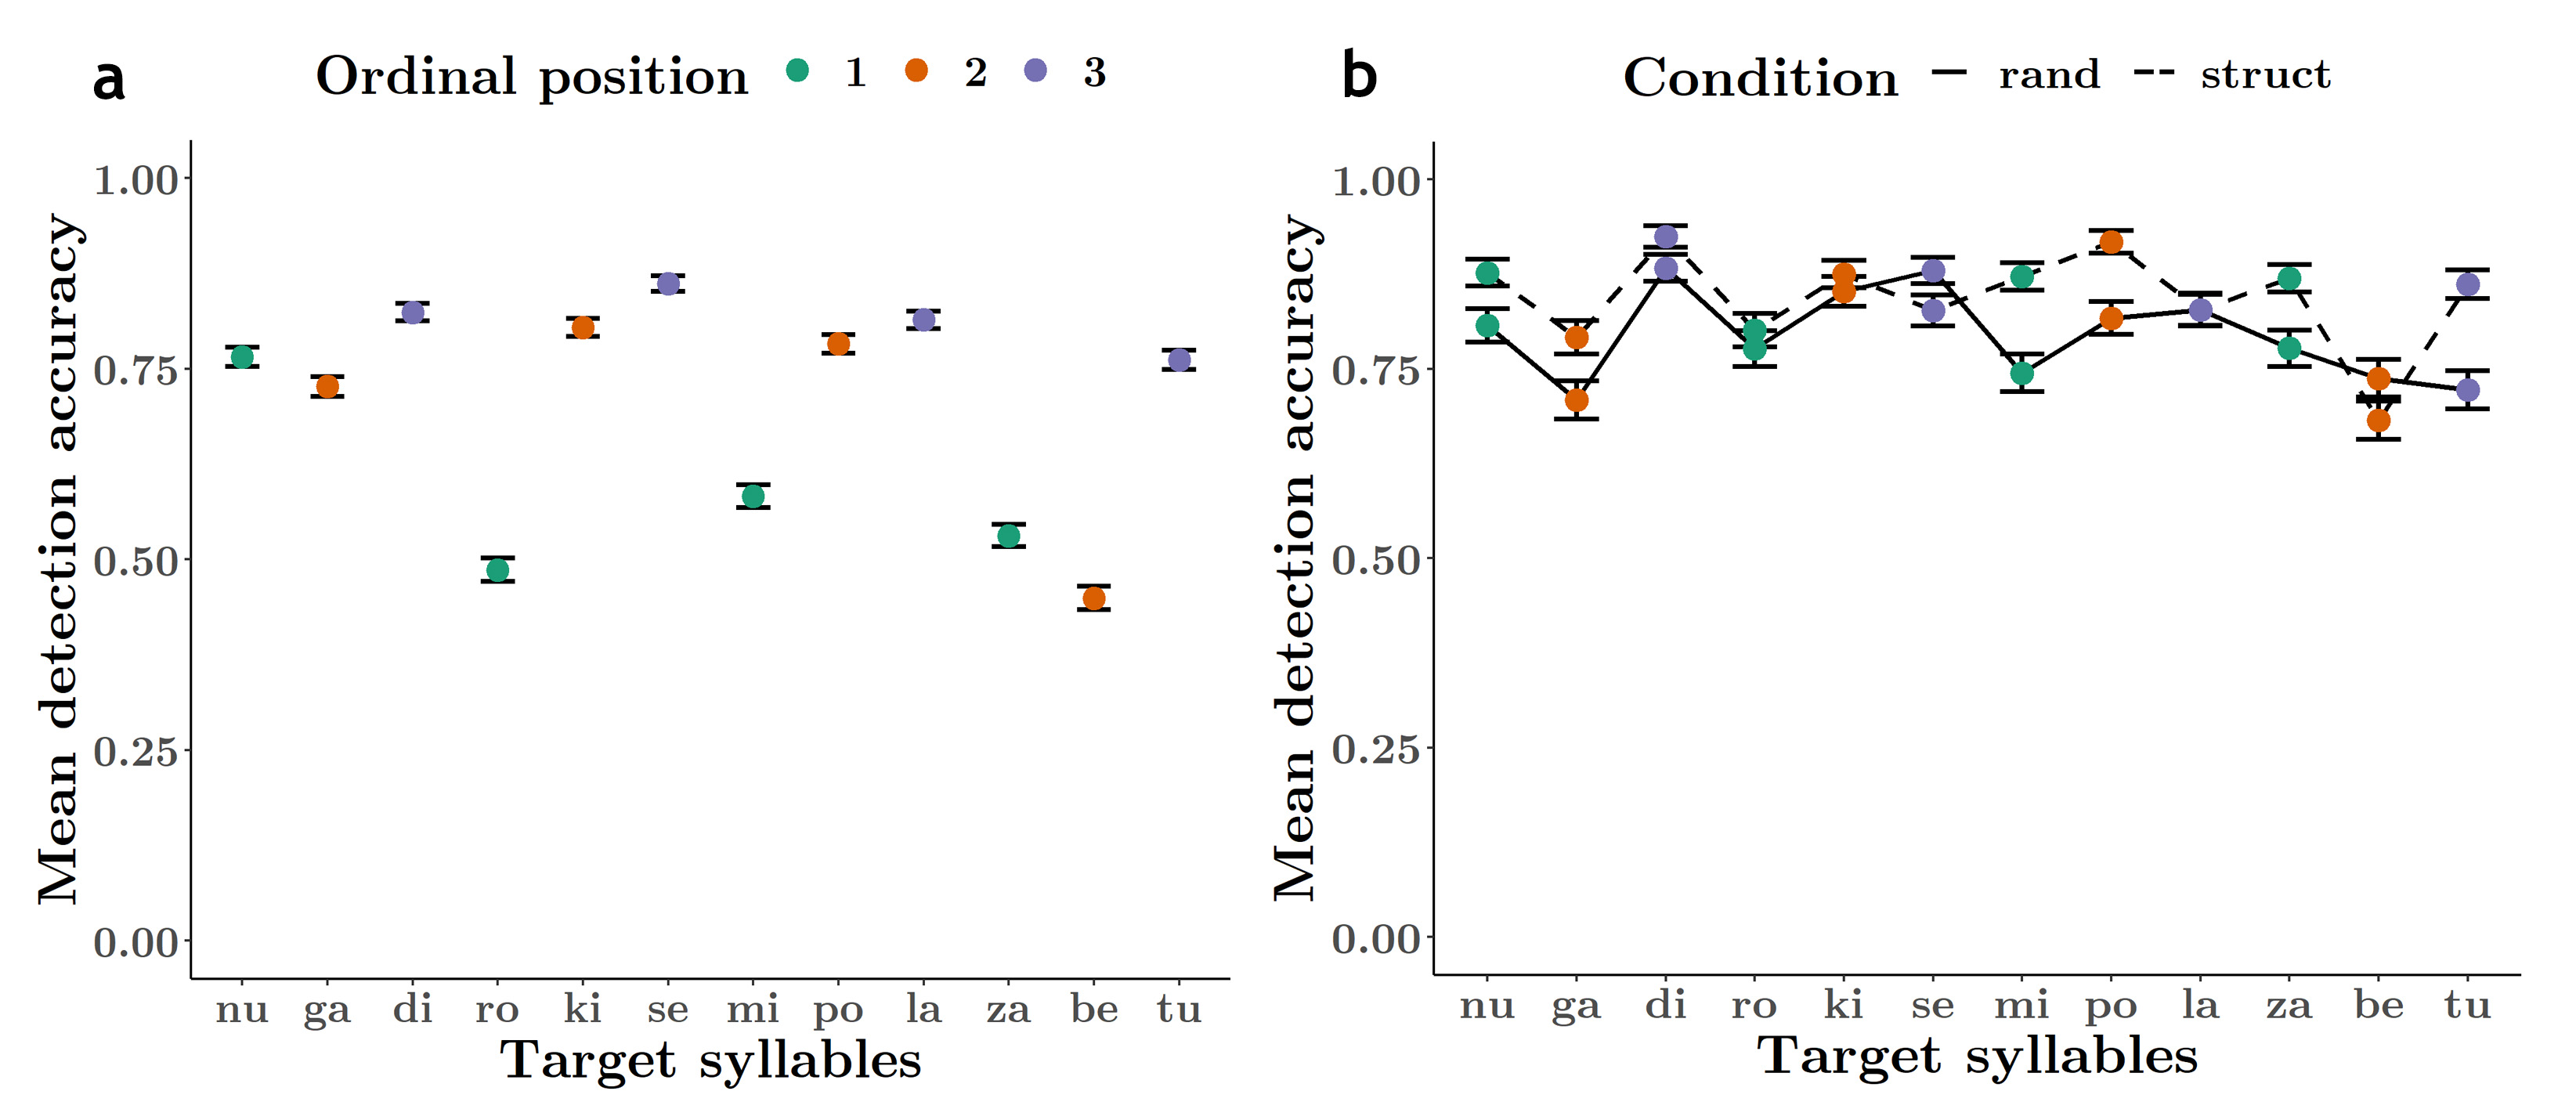 a
Ordinal position 1 2 3
Mean detection accuracy
1.00
0.75
0.50
0.25
0.00
nu ga di ro ki se mi po la za be tu
Target syllables
b
Condition rand struct
Mean detection accuracy
1.00
0.75
0.50
0.25
0.00
nu ga di ro ki se mi po la za be tu
Target syllables